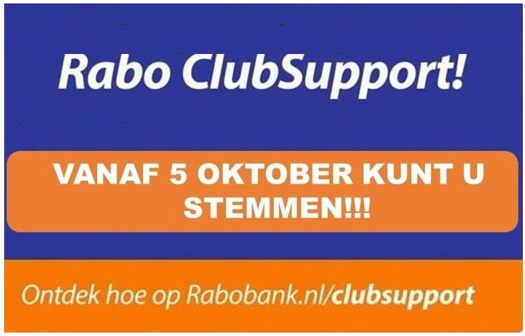 Rabo ClubSupport!
VANAF 5 OKTOBER KUNT U
STEMMEN!!!
Ontdek hoe op Rabobank.nl/clubsupport